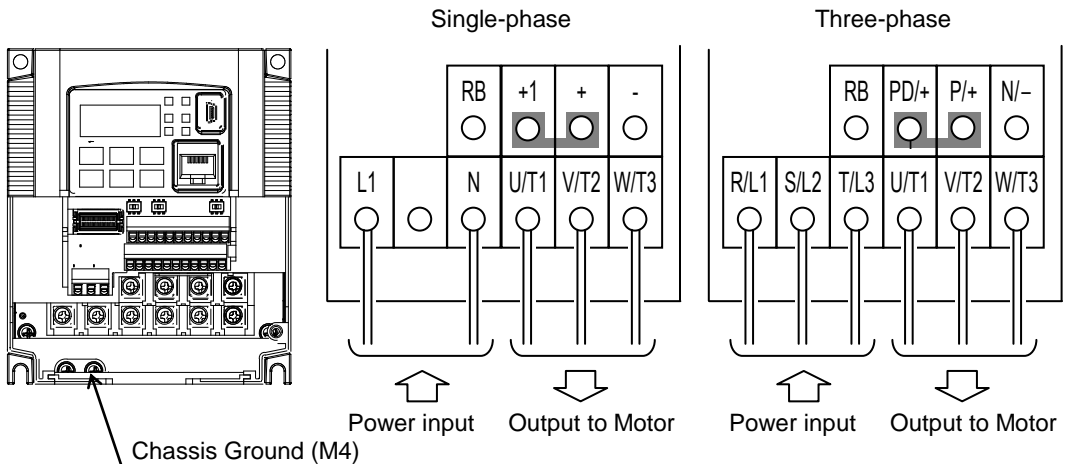 Single-phase
Three-phase
RB +1 + -
L1 N U/T1 V/T2 W/T3
RB PD/+ P/+ N/−
R/L1 S/L2 T/L3 U/T1 V/T2 W/T3
Power input Output to Motor
Power input Output to Motor
Chassis Ground (M4)